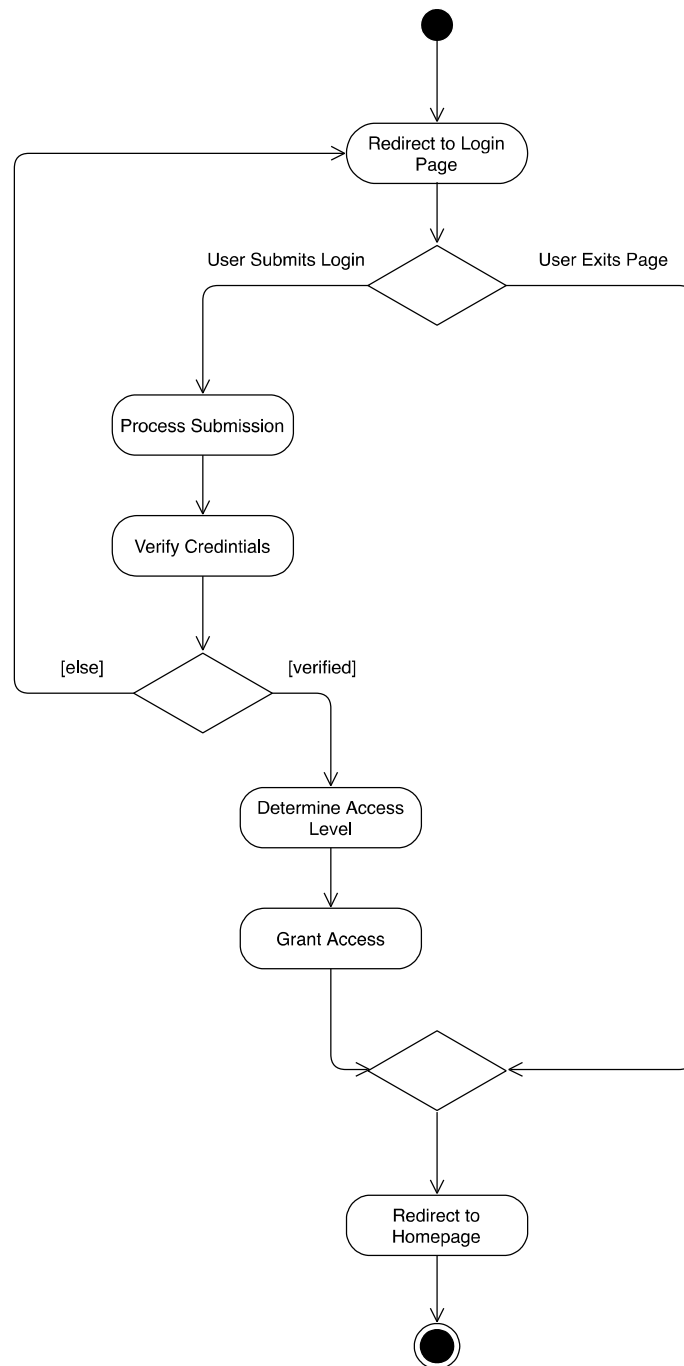 Redirect to Login
Page
User Submits Login
User Exits Page
Process Submission
Verify Credintials
[else]
[verified]
Determine Access
Level
Grant Access
Redirect to
Homepage